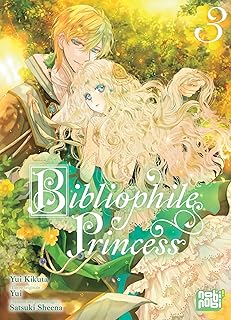 3
Bibliophile
Princess
Yui Kikuta
Yui
Satsuki Sheena
nobi
nobi!